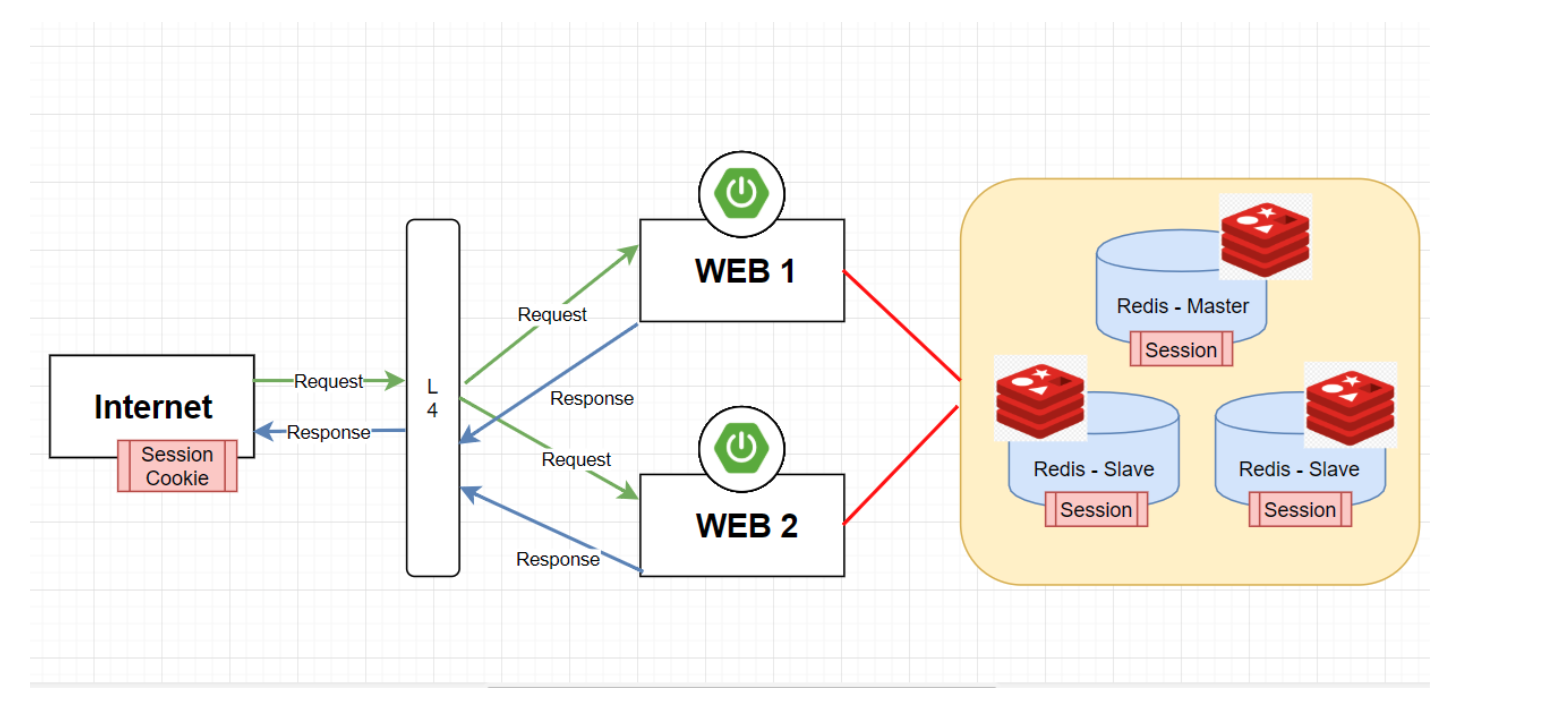 WEB 1
Redis - Master
Request
Session
Internet
Request
L
4
Response
Response
Session
Cookie
Request
WEB 2
Response
Redis - Slave
Redis - Slave
Session
Session